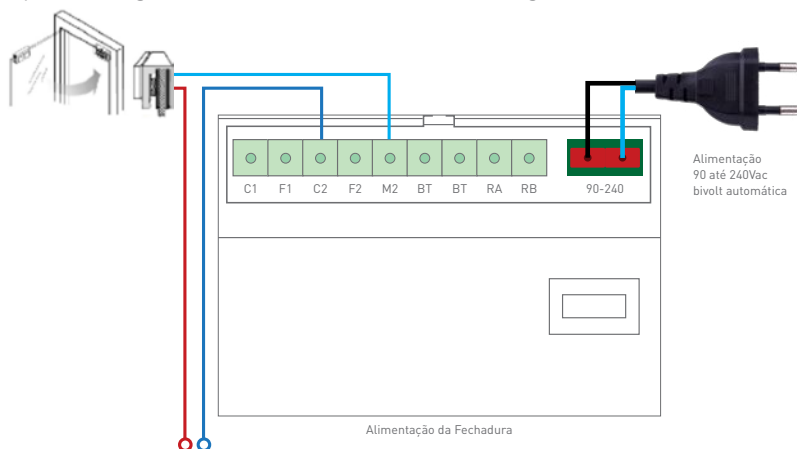 C1 F1 C2 F2 M2 BT BT RA RB 90-240
Alimentação
90 até 240Vac
bivolt automática
Alimentação da Fechadura